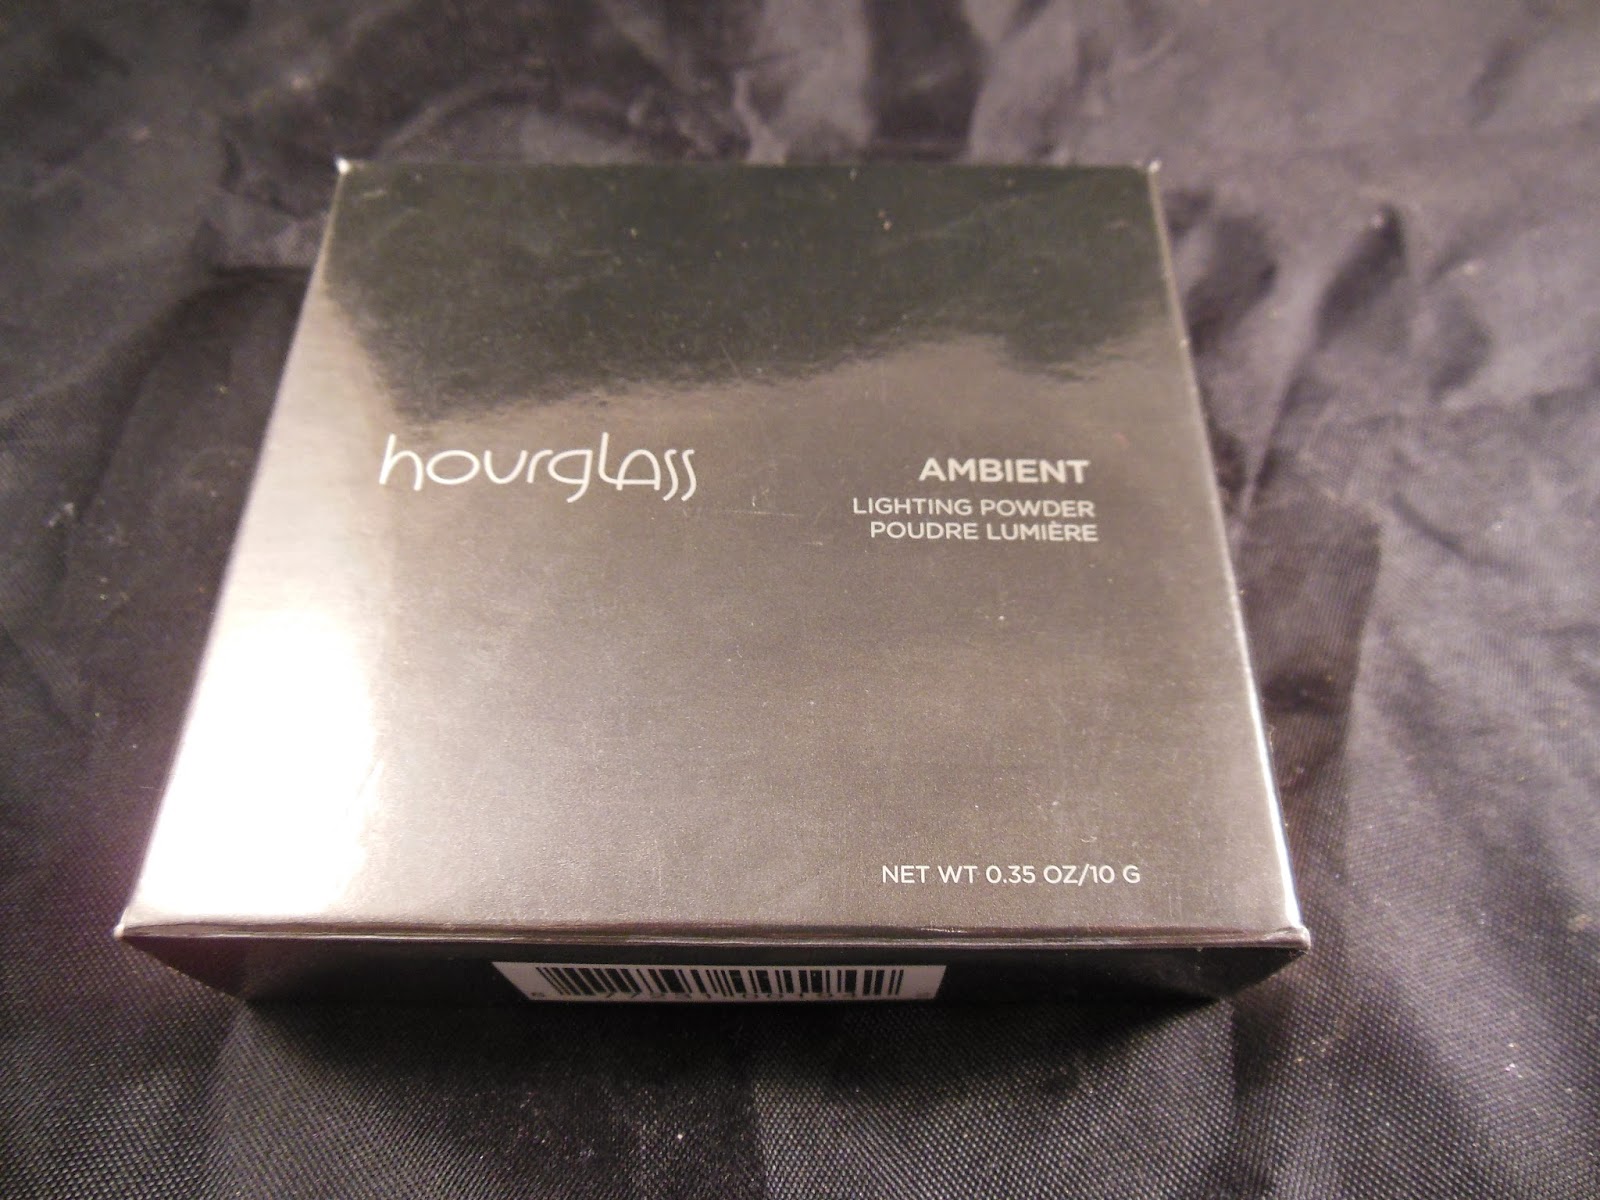 hourglass
AMBIENT
LIGHTING POWDER
POUDRE LUMIÈRE
NET WT 0.35 OZ/10 G